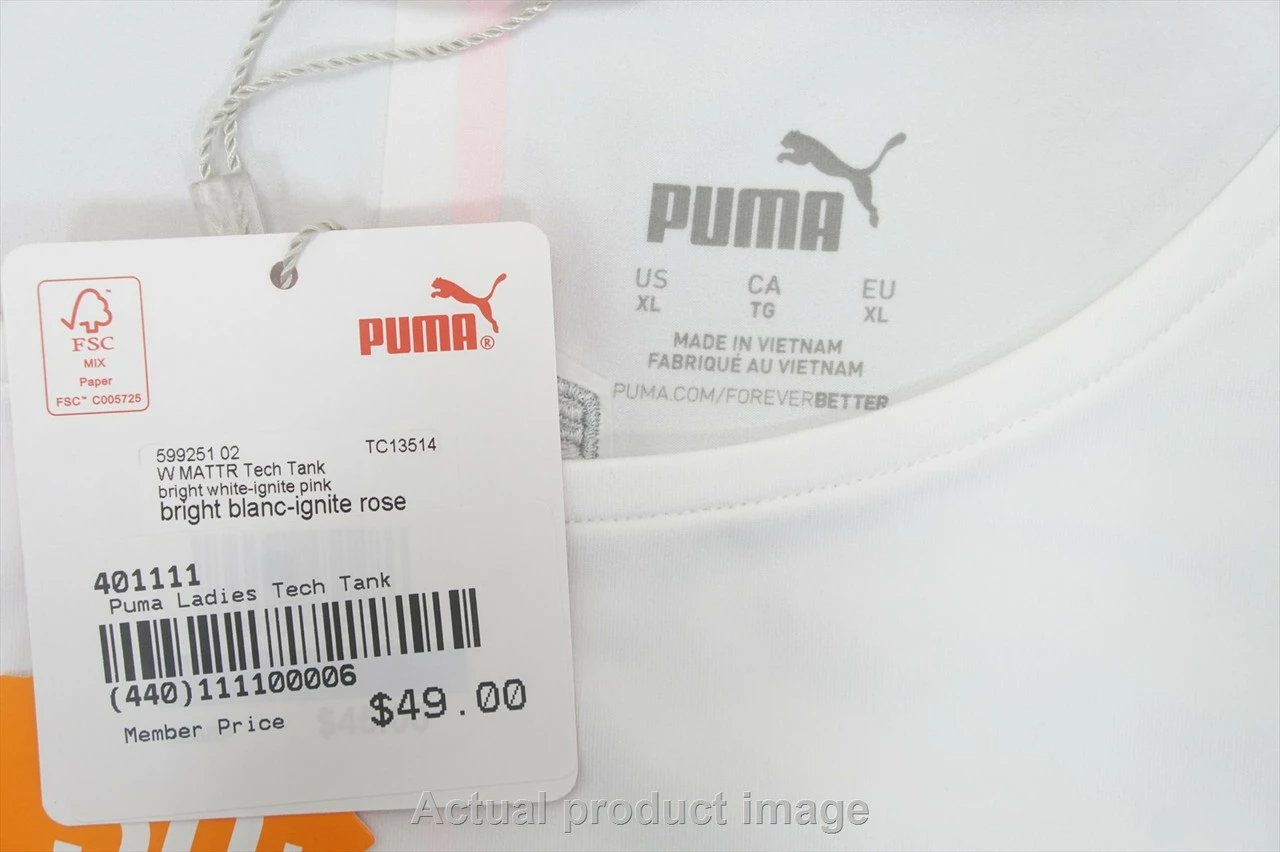 PUMA
US CA EU
XL TG XL
MADE IN VIETNAM
FABRIQUÉ AU VIETNAM
PUMA.COM/FOREVERBETTER
FSC
MIX
Paper
FSC™ C005725
PUMA®
599251 02 TC13514
W MATTR Tech Tank
bright white-ignite pink
bright blanc-ignite rose
401111
Puma Ladies Tech Tank
(440)111100006
$49.00
Member Price
Actual product image